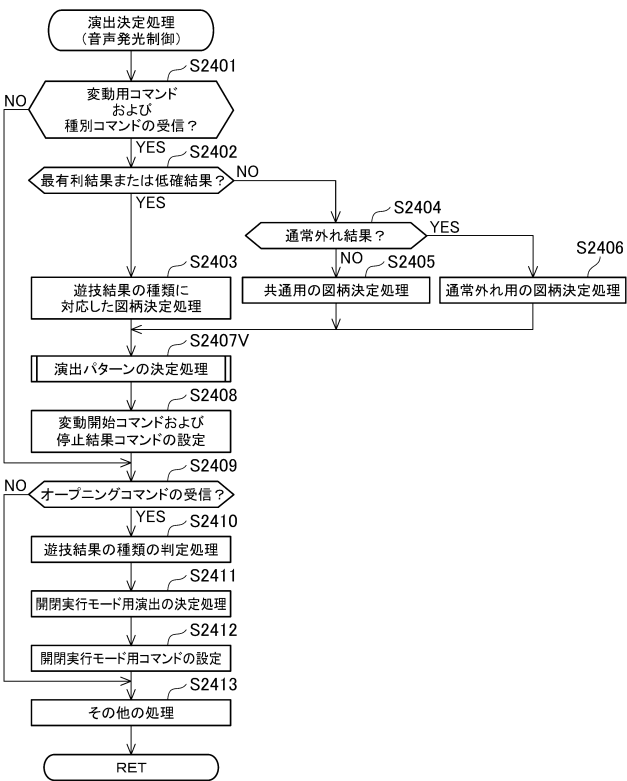 演出決定処理
(音声発光制御)
S2401
変動用コマンド
および
種別コマンドの受信？
NO
YES
S2402
最有利結果または低確結果？
NO
YES
S2404
通常外れ結果？
YES
NO
S2403
遊技結果の種類に
対応した図柄決定処理
S2405
共通用の図柄決定処理
S2406
通常外れ用の図柄決定処理
S2407V
演出パターンの決定処理
S2408
変動開始コマンドおよび
停止結果コマンドの設定
S2409
オープニングコマンドの受信？
NO
YES
S2410
遊技結果の種類の判定処理
S2411
開閉実行モード用演出の決定処理
S2412
開閉実行モード用コマンドの設定
S2413
その他の処理
RET